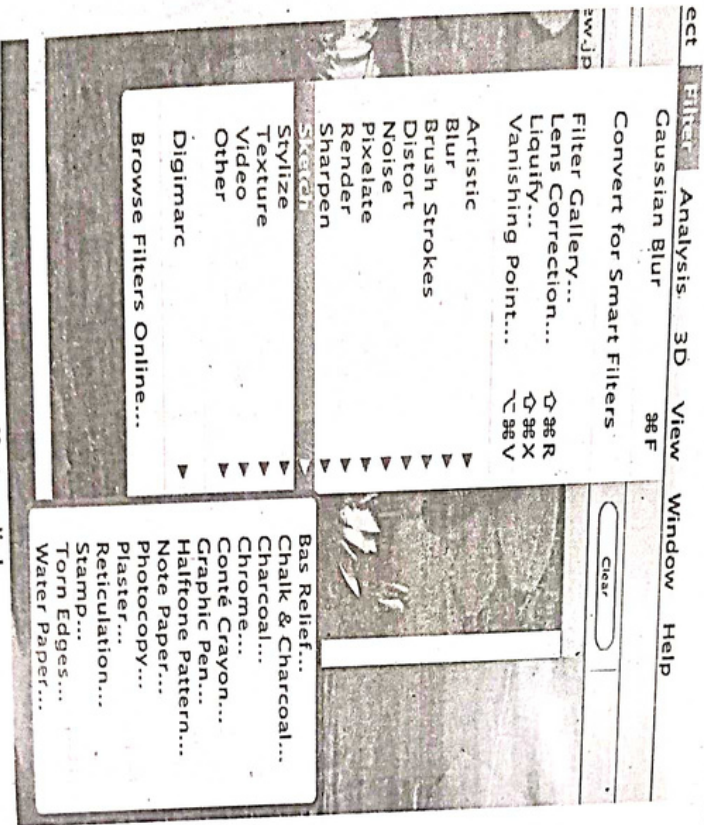 ect Filter Analysis 3D View Window Help
Gaussian Blur ⌘F
Convert for Smart Filters
Filter Gallery...
Lens Correction... ⇧⌘R
Liquify... ⇧⌘X
Vanishing Point... ⌥⌘V
Artistic
Blur
Brush Strokes
Distort
Noise
Pixelate
Render
Sharpen
Sketch
Stylize
Texture
Video
Other
Digimarc
Browse Filters Online...
ew.jp
Clear
Bas Relief...
Chalk & Charcoal...
Charcoal...
Chrome...
Conté Crayon...
Graphic Pen...
Halftone Pattern...
Note Paper...
Photocopy...
Plaster...
Reticulation...
Stamp...
Torn Edges...
Water Paper...